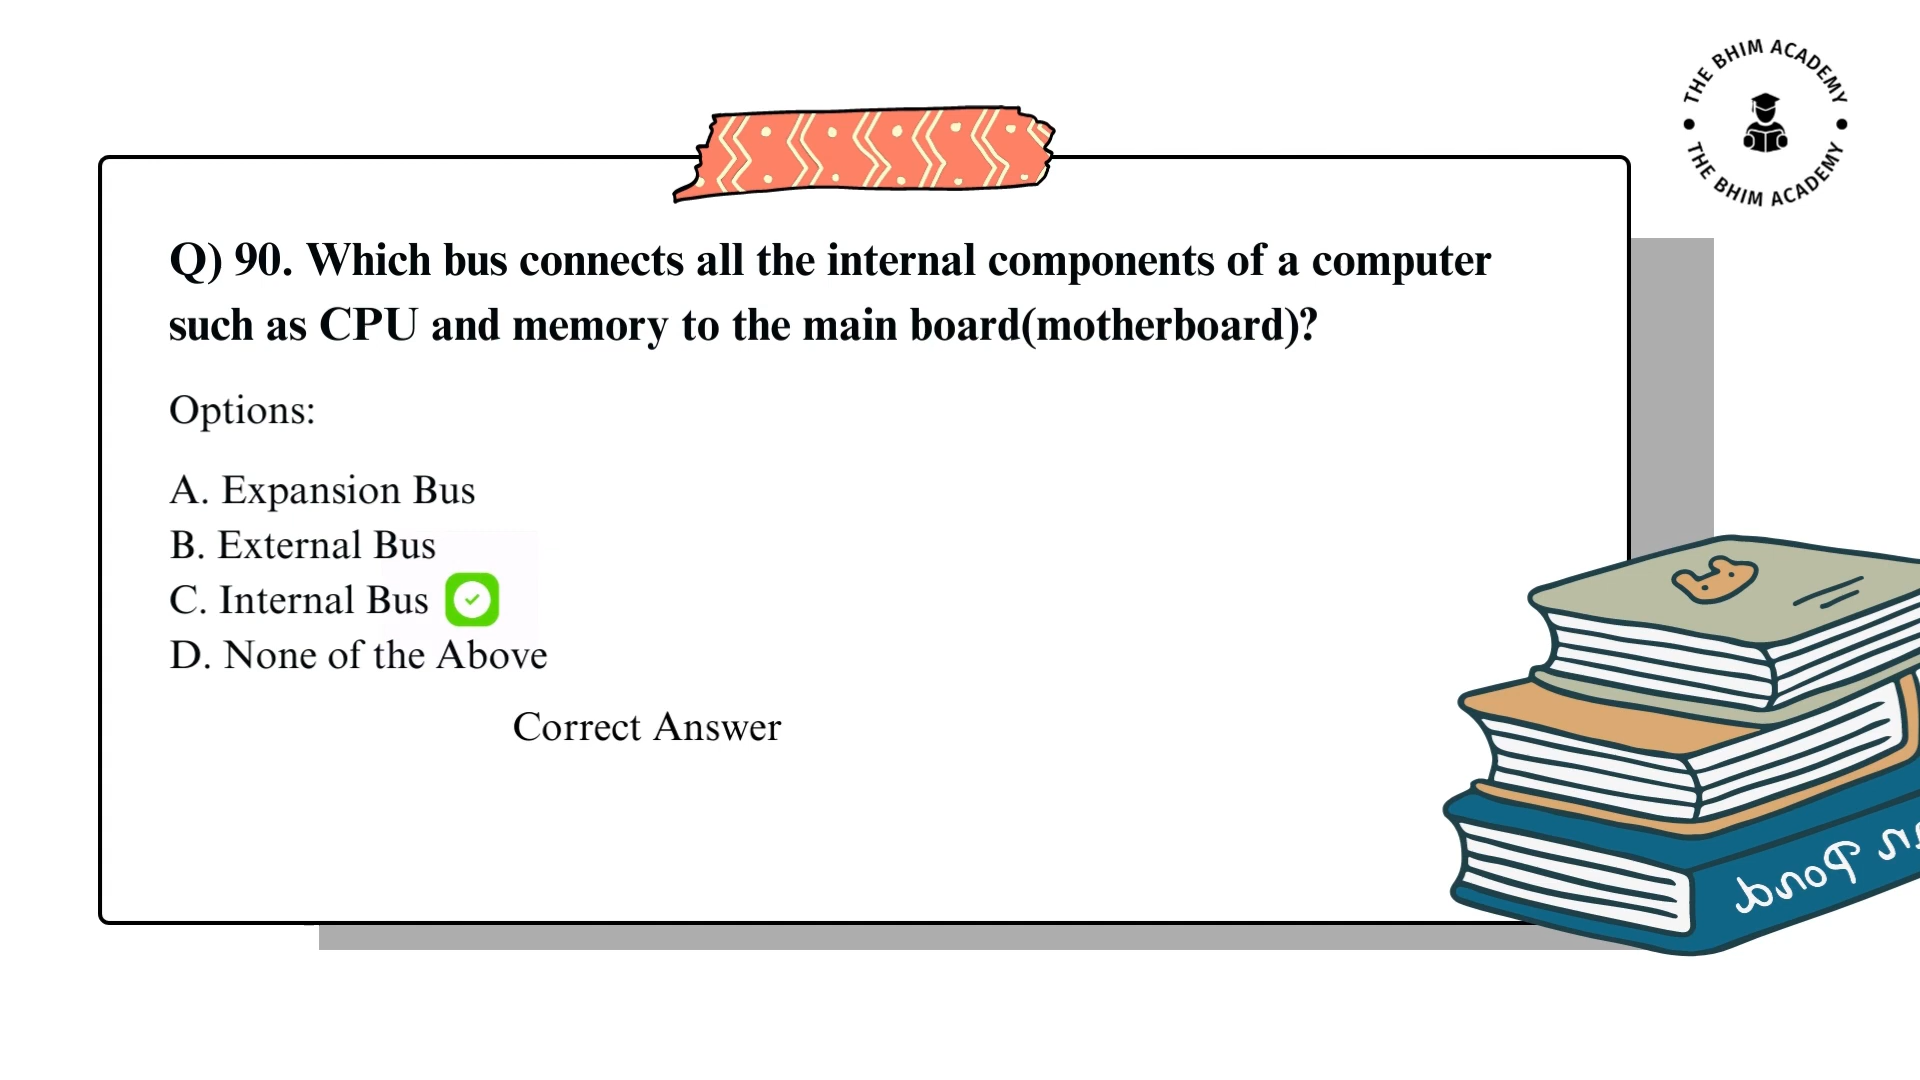 THE BHIM ACADEMY
THE BHIM ACADEMY
Q) 90. Which bus connects all the internal components of a computer
such as CPU and memory to the main board(motherboard)?
Options:
A. Expansion Bus
B. External Bus
C. Internal Bus
D. None of the Above
Correct Answer